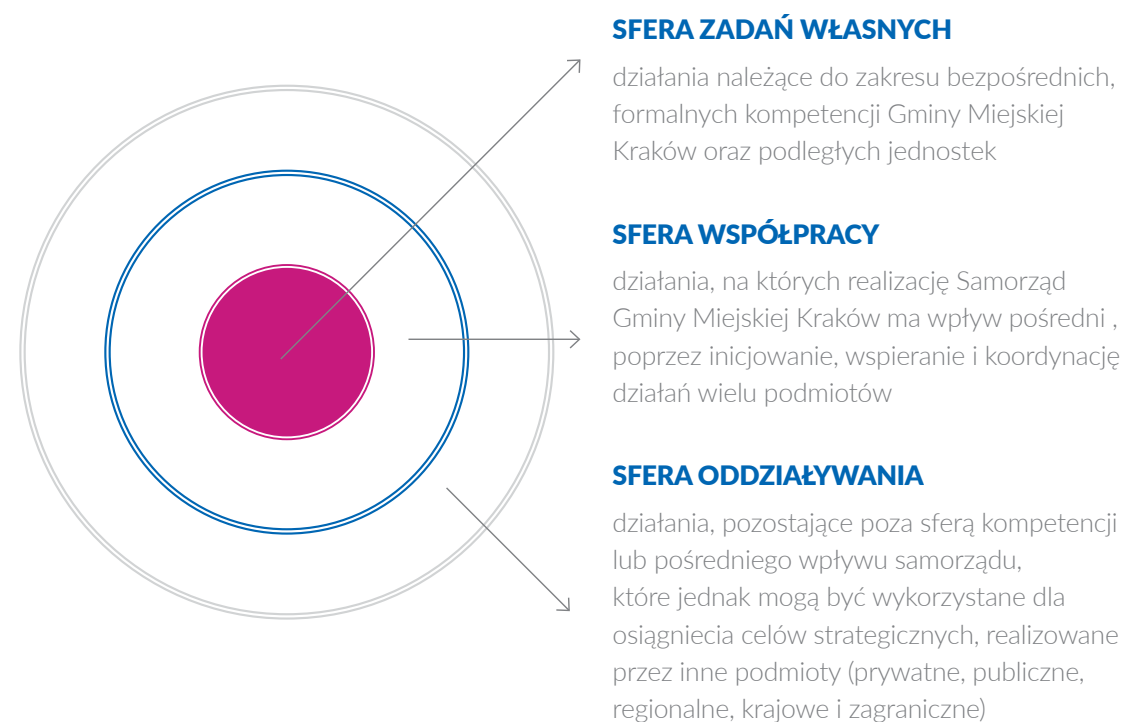 SFERA ZADAŃ WŁASNYCH
działania należące do zakresu bezpośrednich,
formalnych kompetencji Gminy Miejskiej
Kraków oraz podległych jednostek
SFERA WSPÓŁPRACY
działania, na których realizację Samorząd
Gminy Miejskiej Kraków ma wpływ pośredni ,
poprzez inicjowanie, wspieranie i koordynację
działań wielu podmiotów
SFERA ODDZIAŁYWANIA
działania, pozostające poza sferą kompetencji
lub pośredniego wpływu samorządu,
które jednak mogą być wykorzystane dla
osiągniecia celów strategicznych, realizowane
przez inne podmioty (prywatne, publiczne,
regionalne, krajowe i zagraniczne)